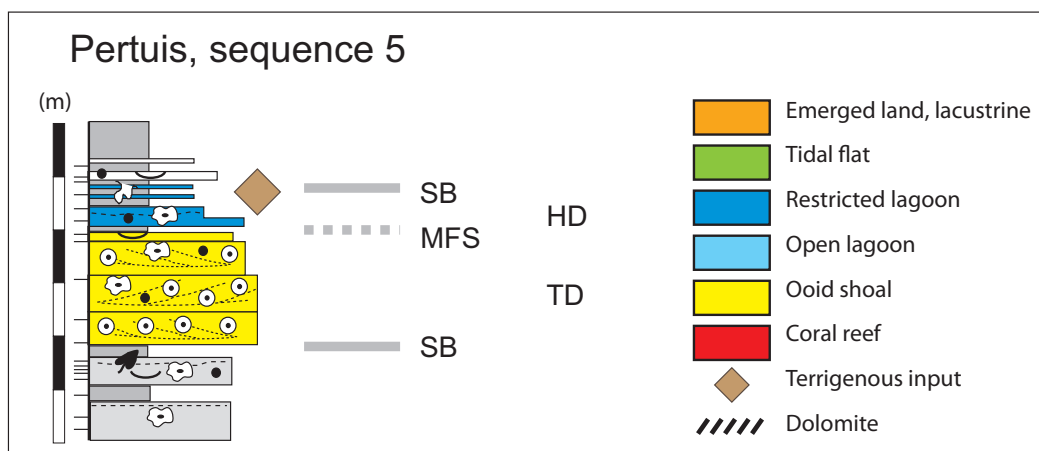 Pertuis, sequence 5
(m)
SB
MFS
SB
HD
TD
Emerged land, lacustrine
Tidal flat
Restricted lagoon
Open lagoon
Ooid shoal
Coral reef
Terrigenous input
Dolomite